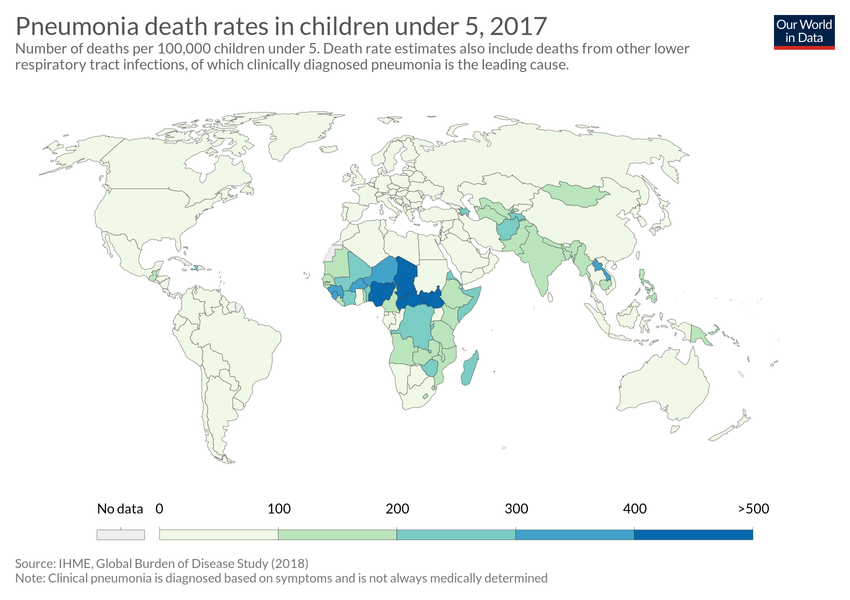 Pneumonia death rates in children under 5, 2017
Number of deaths per 100,000 children under 5. Death rate estimates also include deaths from other lower
respiratory tract infections, of which clinically diagnosed pneumonia is the leading cause.
Our World
in Data
No data 0 100 200 300 400 >500
Source: IHME, Global Burden of Disease Study (2018)
Note: Clinical pneumonia is diagnosed based on symptoms and is not always medically determined